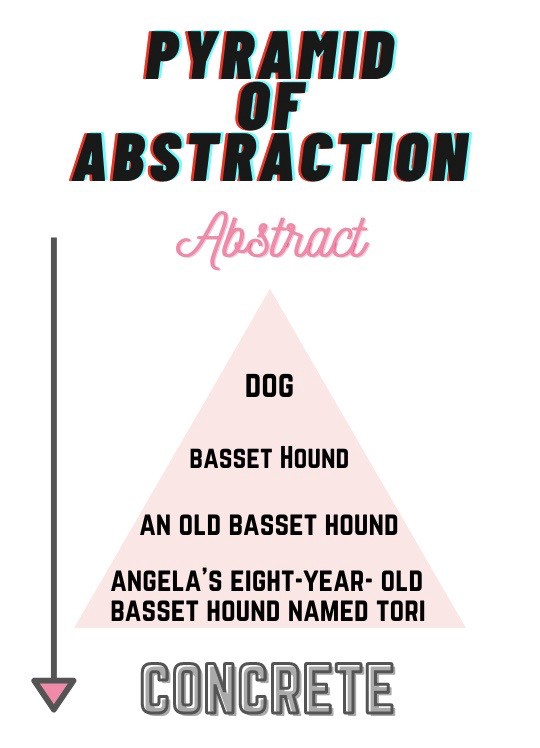 PYRAMID
OF
ABSTRACTION
Abstract
DOG
BASSET HOUND
AN OLD BASSET HOUND
ANGELA'S EIGHT-YEAR- OLD
BASSET HOUND NAMED TORI
CONCRETE